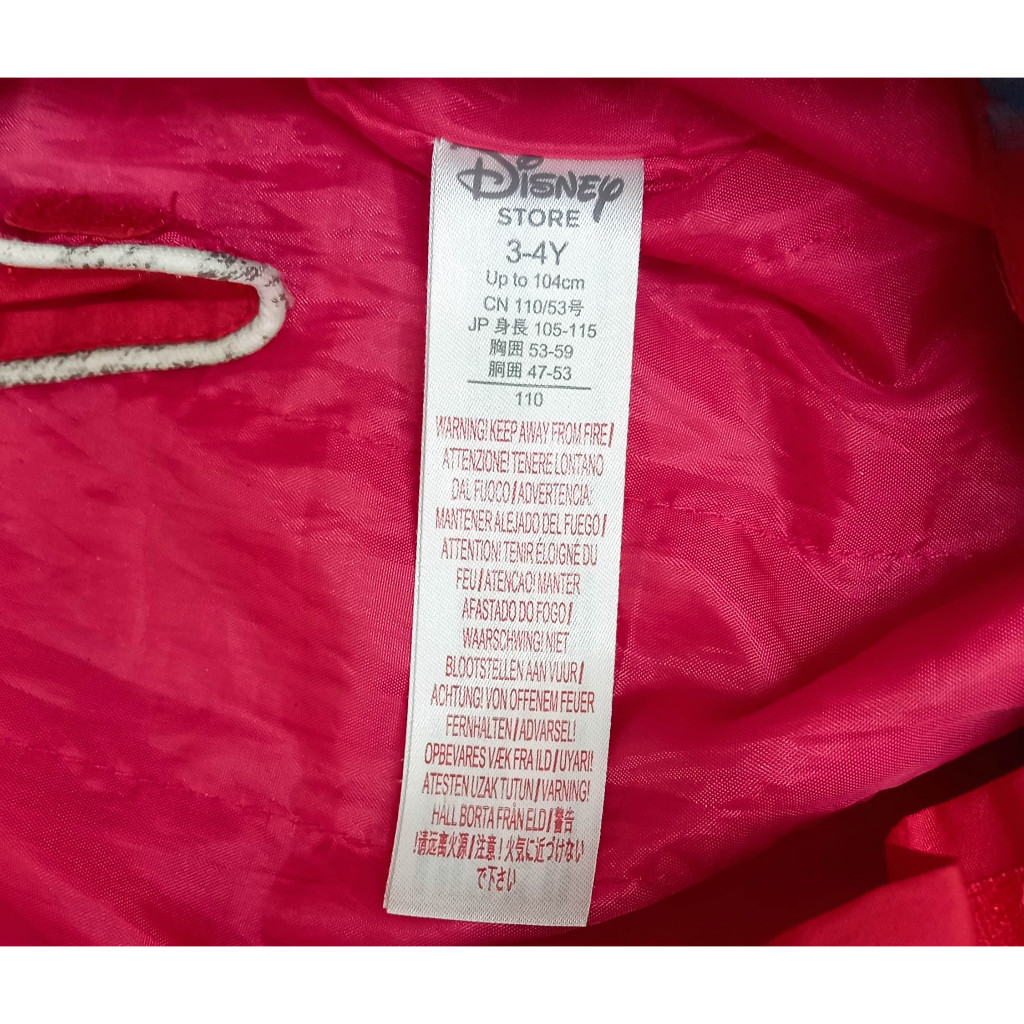 Disney
STORE
3-4Y
Up to 104cm
CN 110/53号
JP 身長 105-115
胸囲 53-59
胴囲 47-53
110
WARNING! KEEP AWAY FROM FIRE /
ATTENZIONE! TENERE LONTANO
DAL FUOCO / ADVERTENCIA:
MANTENER ALEJADO DEL FUEGO /
ATTENTION! TENIR ÉLOIGNÉ DU
FEU / ATENCAO! MANTER
AFASTADO DO FOGO /
WAARSCHWING! NIET
BLOOTSTELLEN AAN VUUR /
ACHTUNG! VON OFFENEM FEUER
FERNHALTEN / ADVARSEL!
OPBEVARES VÆK FRA ILD / UYARI!
ATESTEN UZAK TUTUN / VARNING!
HÅLL BORTA FRÅN ELD / 警告
!请远离火源 / 注意！火気に近づけない
で下さい